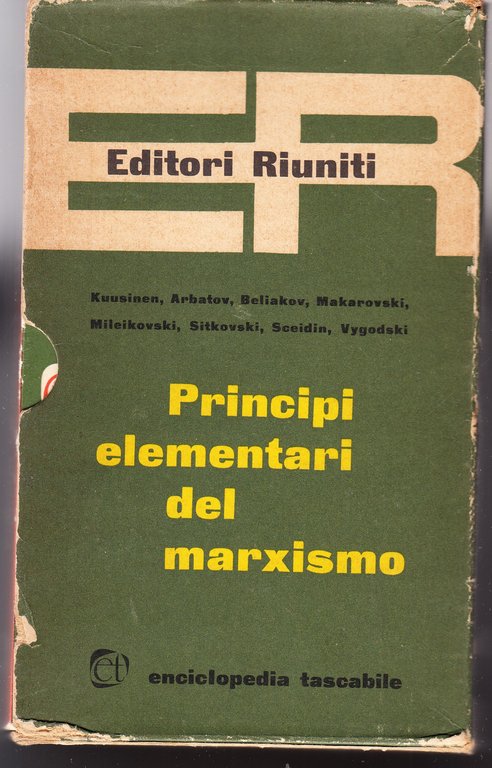 ER
Editori Riuniti
Kuusinen, Arbatov, Beliakov, Makarovski,
Mileikovski, Sitkovski, Sceidin, Vygodski
Principi
elementari
del
marxismo
et enciclopedia tascabile